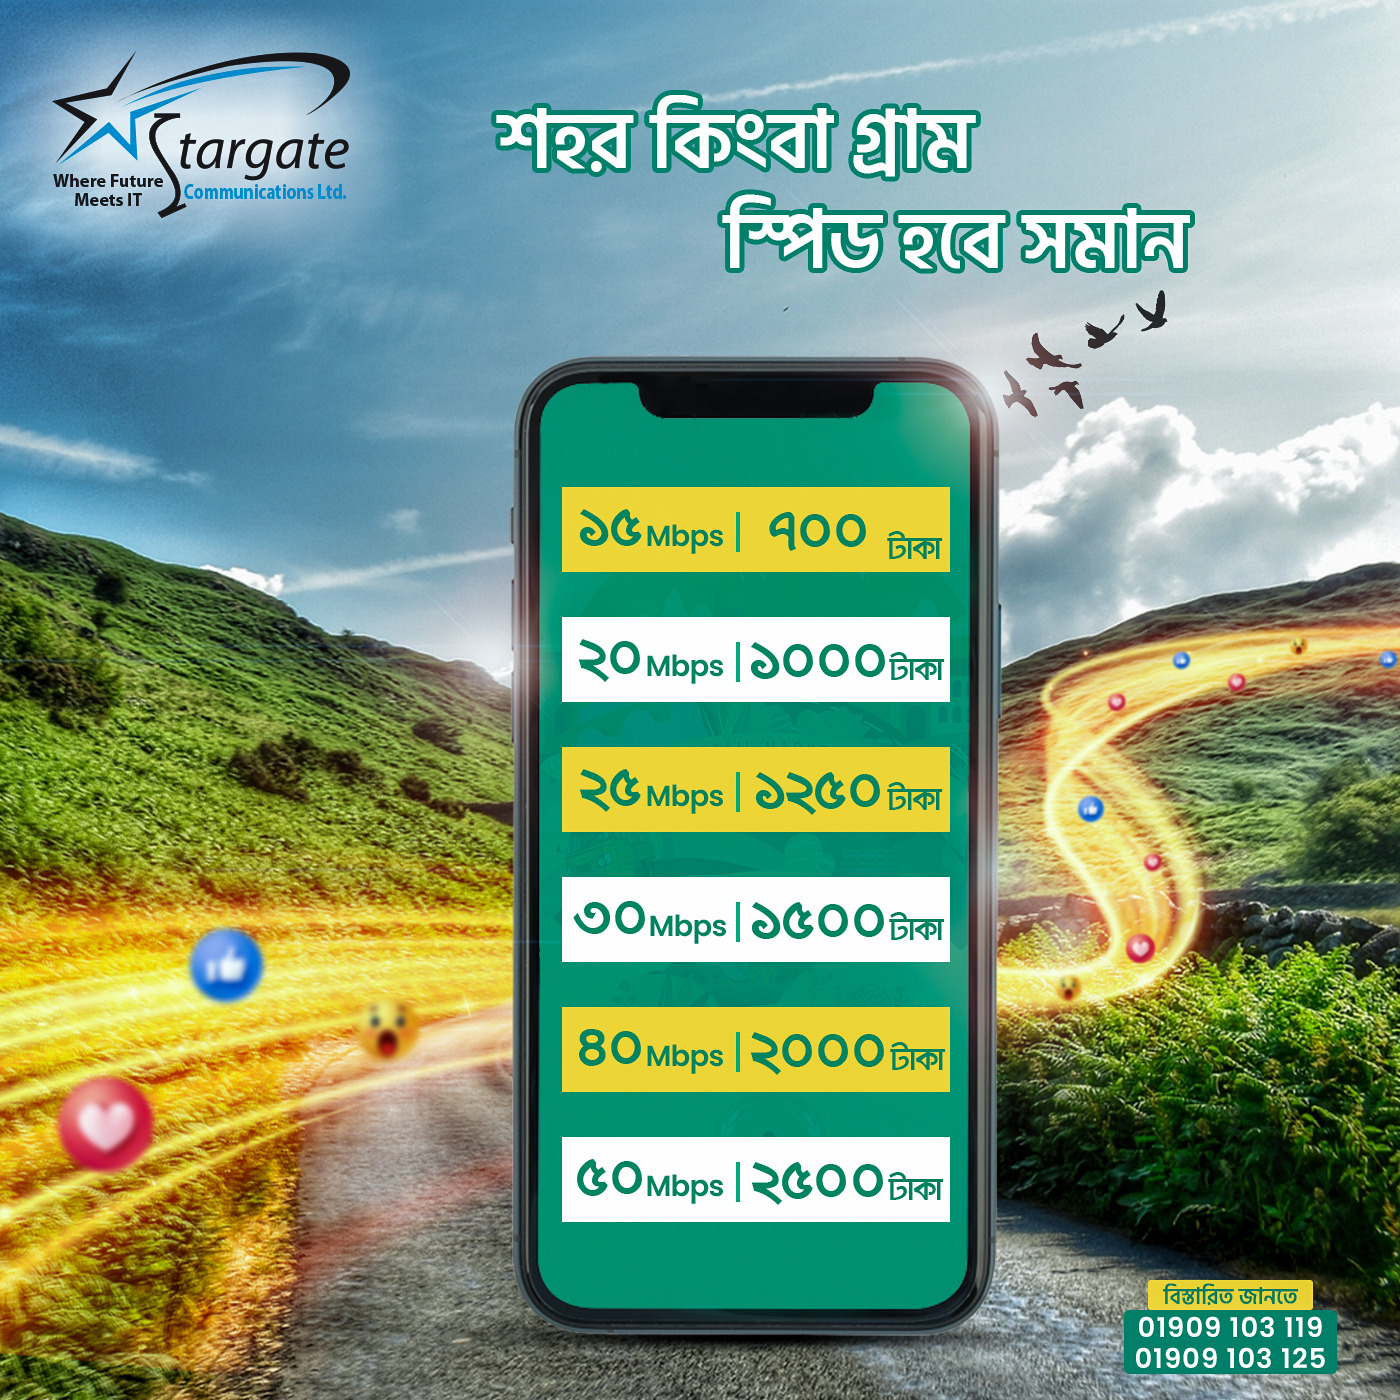 Stargate
Where Future
Meets IT
Communications Ltd.
শহর কিংবা গ্রাম
স্পিড হবে সমান
১৫ Mbps | ৭০০ টাকা
২০ Mbps | ১০০০ টাকা
২৫ Mbps | ১২৫০ টাকা
৩০ Mbps | ১৫০০ টাকা
৪০ Mbps | ২০০০ টাকা
৫০ Mbps | ২৫০০ টাকা
বিস্তারিত জানতে
01909 103 119
01909 103 125